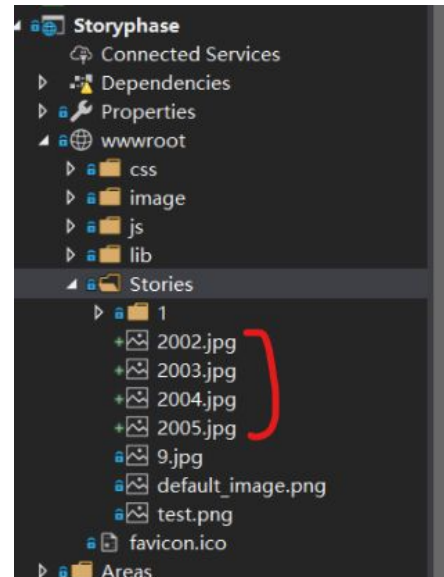 Storyphase
Connected Services
Dependencies
Properties
wwwroot
css
image
js
lib
Stories
1
2002.jpg
2003.jpg
2004.jpg
2005.jpg
9.jpg
default_image.png
test.png
favicon.ico
Areas